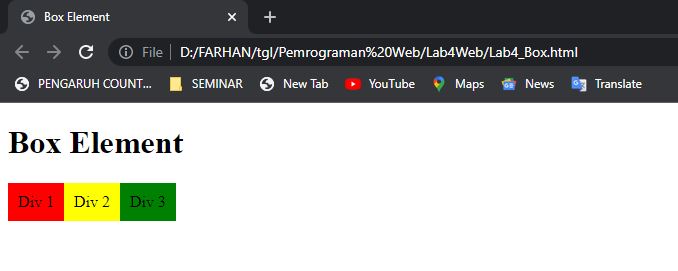 Box Element
File D:/FARHAN/tgl/Pemrograman%20Web/Lab4Web/Lab4_Box.html
PENGARUH COUNT... SEMINAR New Tab YouTube Maps News Translate
Box Element
Div 1 Div 2 Div 3